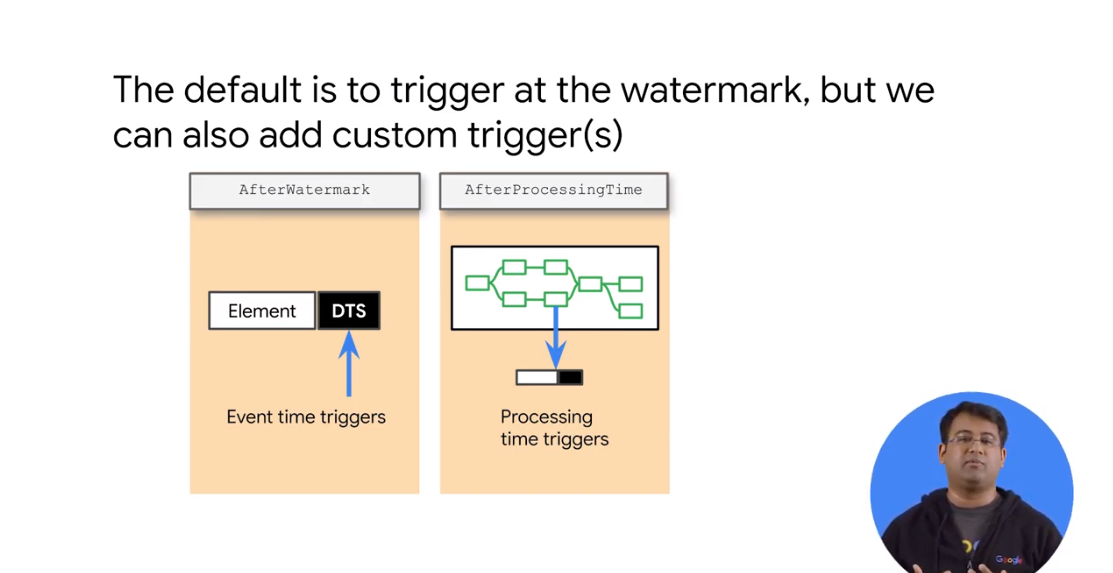 The default is to trigger at the watermark, but we
can also add custom trigger(s)
AfterWatermark
AfterProcessingTime
Element
DTS
Event time triggers
Processing
time triggers
Google